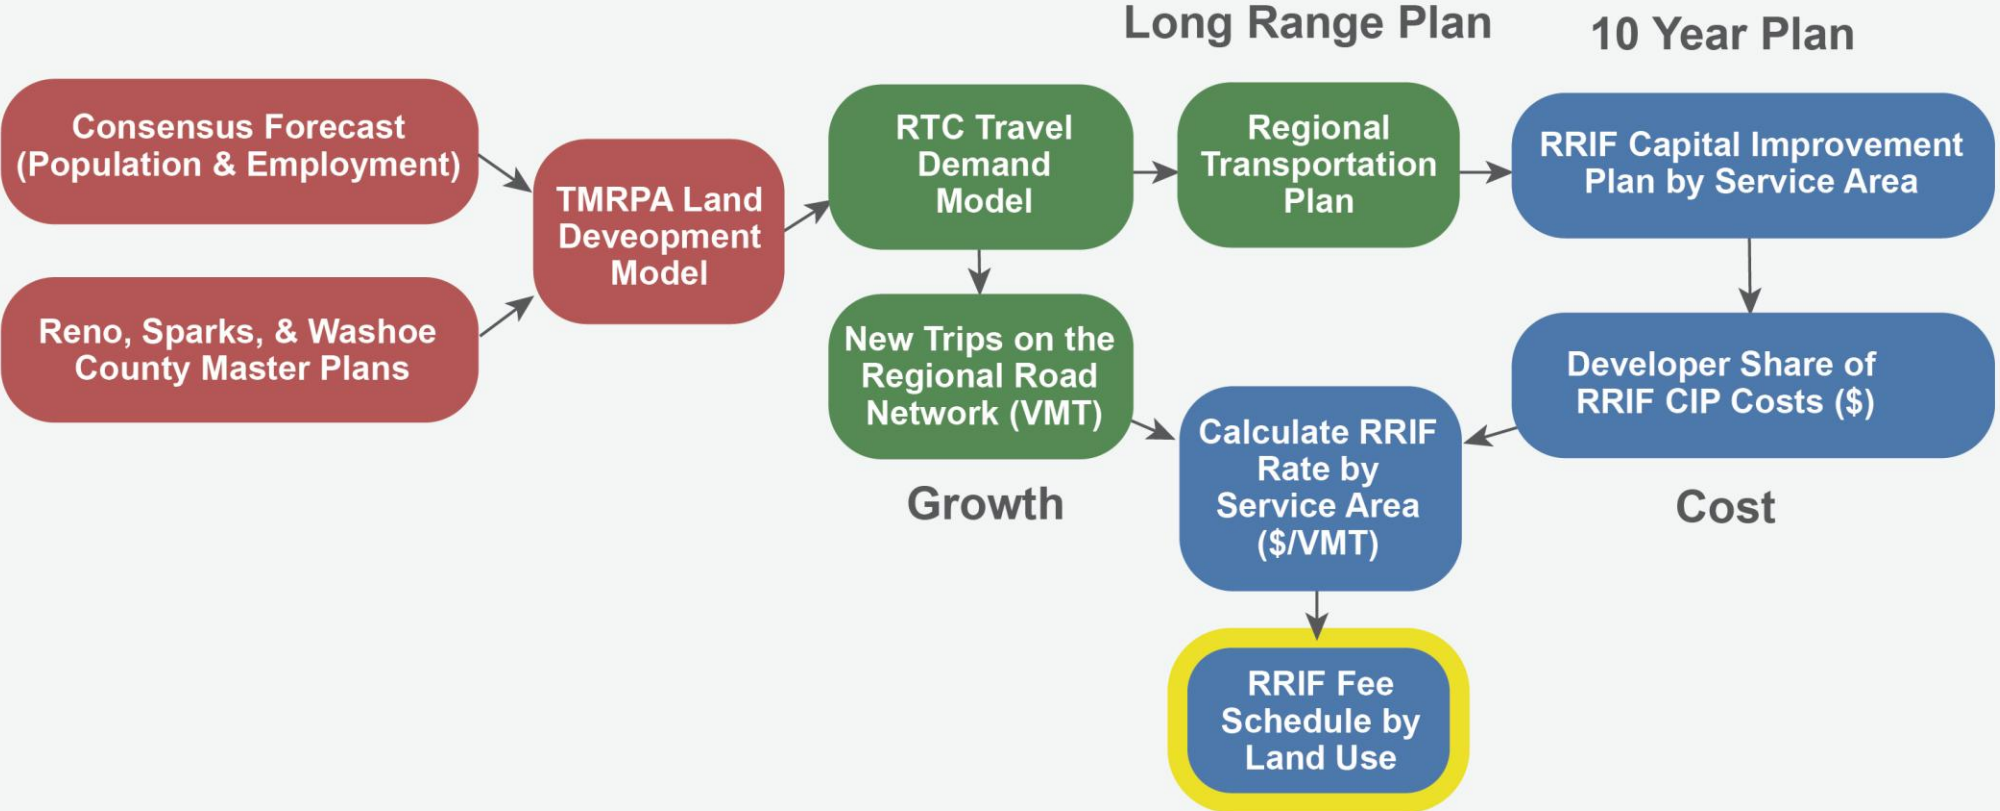 Long Range Plan
10 Year Plan
Consensus Forecast
(Population & Employment)
Reno, Sparks, & Washoe
County Master Plans
TMRPA Land
Deveopment
Model
RTC Travel
Demand
Model
Regional
Transportation
Plan
RRIF Capital Improvement
Plan by Service Area
New Trips on the
Regional Road
Network (VMT)
Growth
Developer Share of
RRIF CIP Costs ($)
Cost
Calculate RRIF
Rate by
Service Area
($/VMT)
RRIF Fee
Schedule by
Land Use